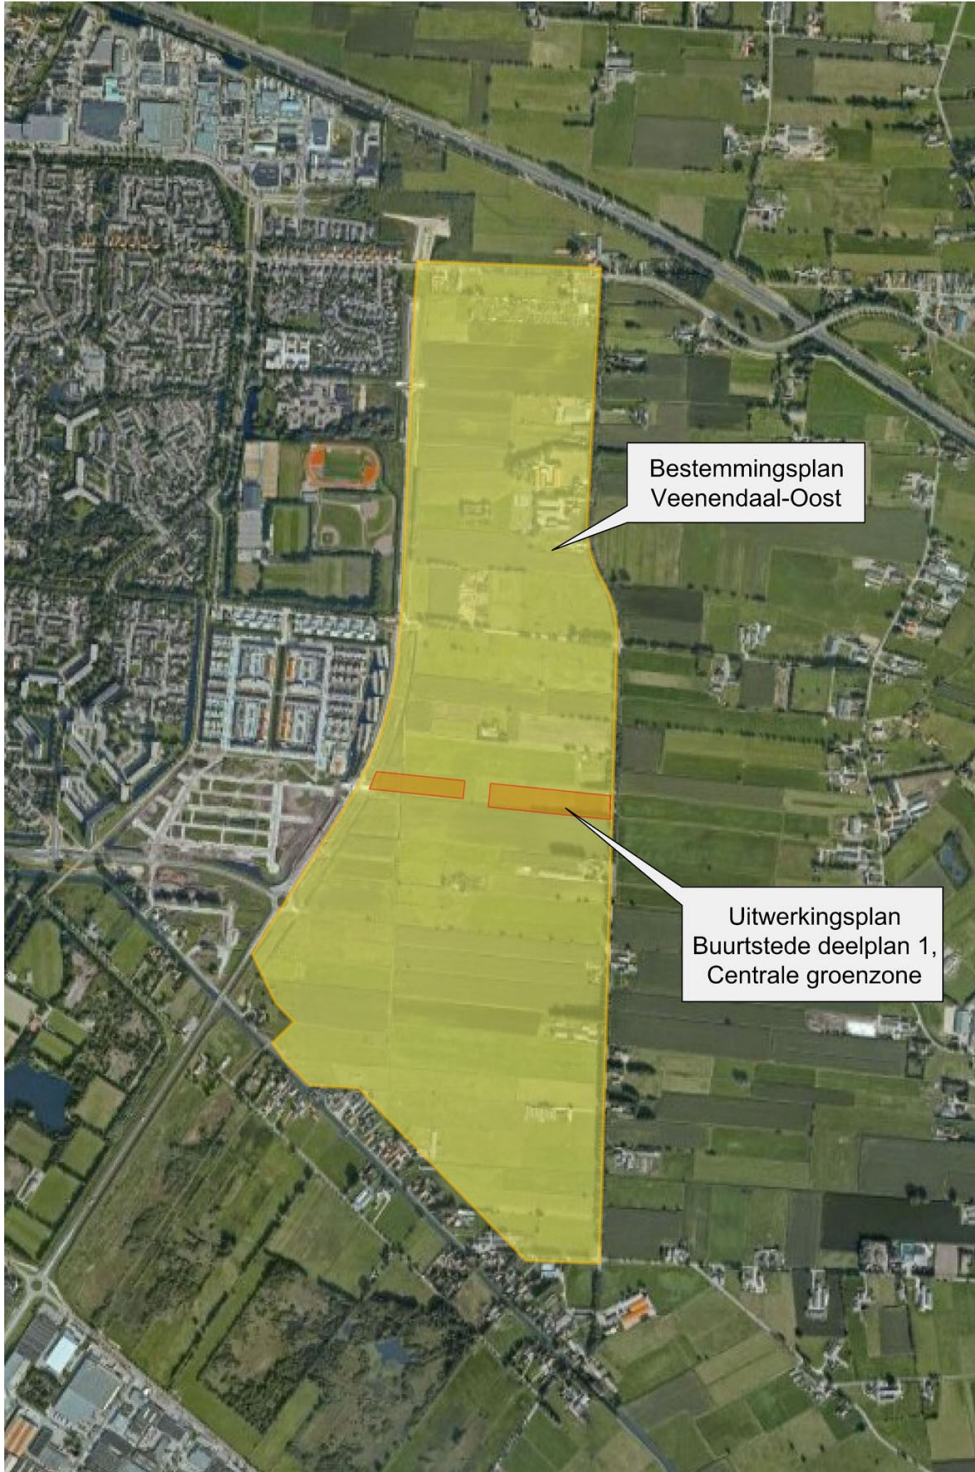 Bestemmingsplan
Veenendaal-Oost
Uitwerkingsplan
Buurtstede deelplan 1,
Centrale groenzone